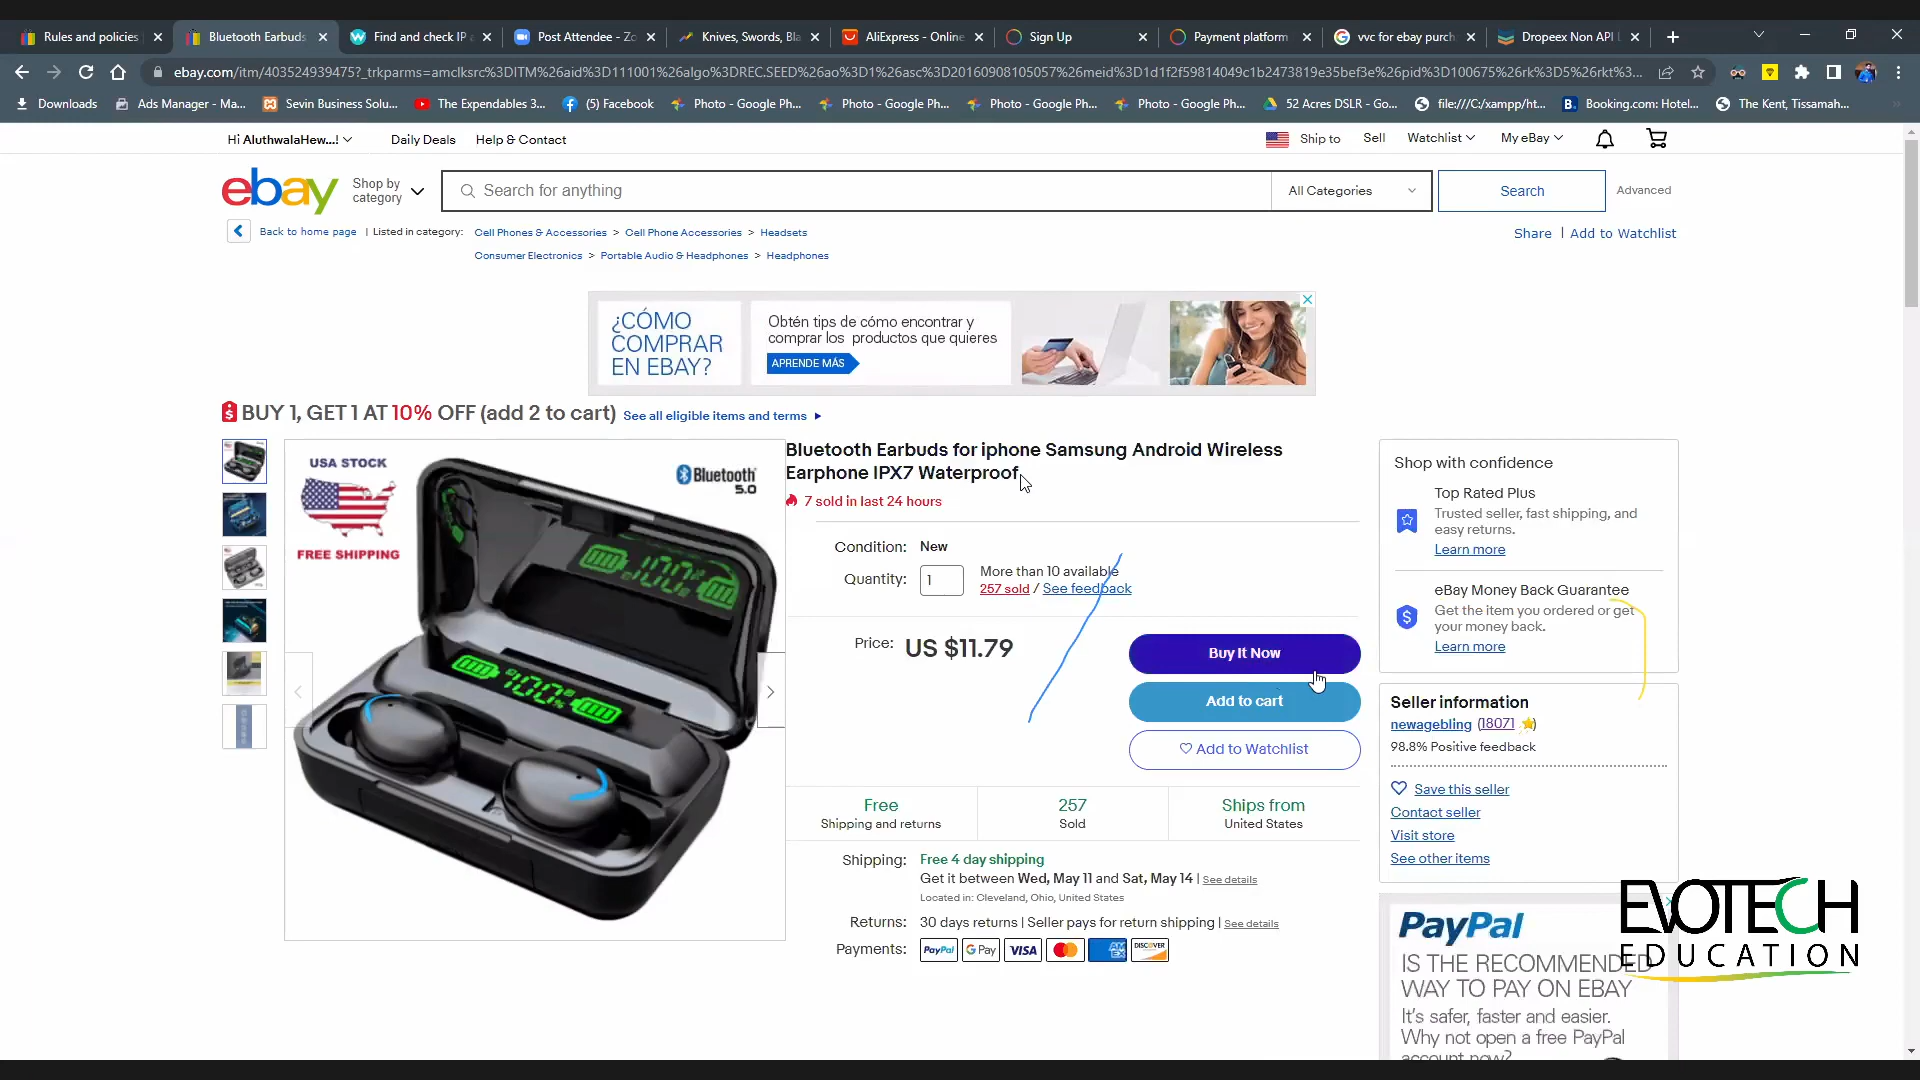 Rules and policies
Bluetooth Earbuds
Find and check IP
Post Attendee - Zo
Knives, Swords, Bla
AliExpress - Online
Sign Up
Payment platform
vvc for ebay purch
Dropeex Non API L
ebay.com/itm/403524939475?_trkparms=amclksrc%3DITM%26aid%3D111001%26algo%3DREC.SEED%26ao%3D1%26asc%3D20160908105057%26meid%3D1d1f2f59814049c1b2473819e35bef3e%26pid%3D100675%26rk%3D5%26rkt%3...
Downloads
Ads Manager - Ma...
Sevin Business Solu...
The Expendables 3...
(5) Facebook
Photo - Google Ph...
Photo - Google Ph...
Photo - Google Ph...
Photo - Google Ph...
52 Acres DSLR - Go...
file:///C:/xampp/ht...
Booking.com: Hotel...
The Kent, Tissamah...
Hi AluthwalaHew...!
Daily Deals
Help & Contact
Ship to
Sell
Watchlist
My eBay
ebay
Shop by
category
Search for anything
All Categories
Search
Advanced
Back to home page | Listed in category:
Cell Phones & Accessories > Cell Phone Accessories > Headsets
Consumer Electronics > Portable Audio & Headphones > Headphones
Share | Add to Watchlist
¿CÓMO
COMPRAR
EN EBAY?
Obtén tips de cómo encontrar y
comprar los productos que quieres
APRENDE MÁS
BUY 1, GET 1 AT 10% OFF (add 2 to cart) See all eligible items and terms
USA STOCK
FREE SHIPPING
Bluetooth
5.0
100%
100%
Bluetooth Earbuds for iphone Samsung Android Wireless
Earphone IPX7 Waterproof
7 sold in last 24 hours
Condition: New
Quantity: 1
More than 10 available
257 sold / See feedback
Price: US $11.79
Buy It Now
Add to cart
Add to Watchlist
Free
Shipping and returns
257
Sold
Ships from
United States
Shipping: Free 4 day shipping
Get it between Wed, May 11 and Sat, May 14 | See details
Located in: Cleveland, Ohio, United States
Returns: 30 days returns | Seller pays for return shipping | See details
Payments: PayPal G Pay VISA AM EX DISCOVER
Shop with confidence
Top Rated Plus
Trusted seller, fast shipping, and
easy returns.
Learn more
eBay Money Back Guarantee
Get the item you ordered or get
your money back.
Learn more
Seller information
newagebling (18071)
98.8% Positive feedback
Save this seller
Contact seller
Visit store
See other items
PayPal
IS THE RECOMMENDED
WAY TO PAY ON EBAY
It's safer, faster and easier.
Why not open a free PayPal
account now?
EVOTECH
EDUCATION